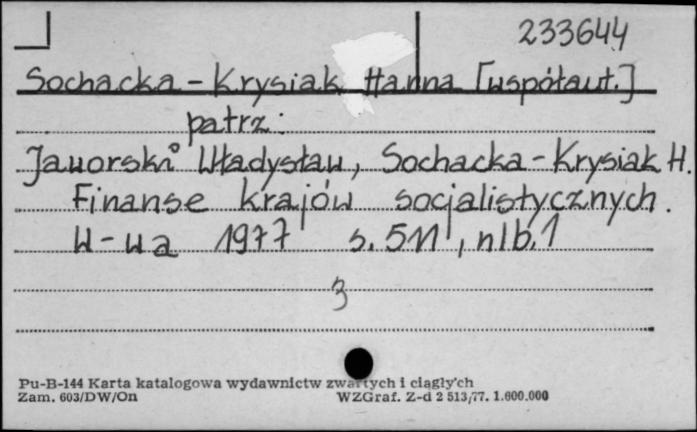 233644
Sochacka-Krysiak Hanna [współaut.]
patrz:
Jaworski Władysław, Sochacka-Krysiak H.
Finanse krajów socjalistycznych.
W-wa 1977 s. 511, nlb. 1
3
Pu-B-144 Karta katalogowa wydawnictw zwartych i ciągłych
Zam. 603/DW/On WZGraf. Z-d 2 513/77. 1.600.000